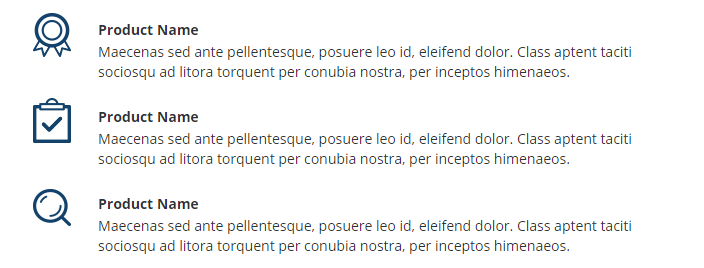 Product Name
Maecenas sed ante pellentesque, posuere leo id, eleifend dolor. Class aptent taciti
sociosqu ad litora torquent per conubia nostra, per inceptos himenaeos.
Product Name
Maecenas sed ante pellentesque, posuere leo id, eleifend dolor. Class aptent taciti
sociosqu ad litora torquent per conubia nostra, per inceptos himenaeos.
Product Name
Maecenas sed ante pellentesque, posuere leo id, eleifend dolor. Class aptent taciti
sociosqu ad litora torquent per conubia nostra, per inceptos himenaeos.